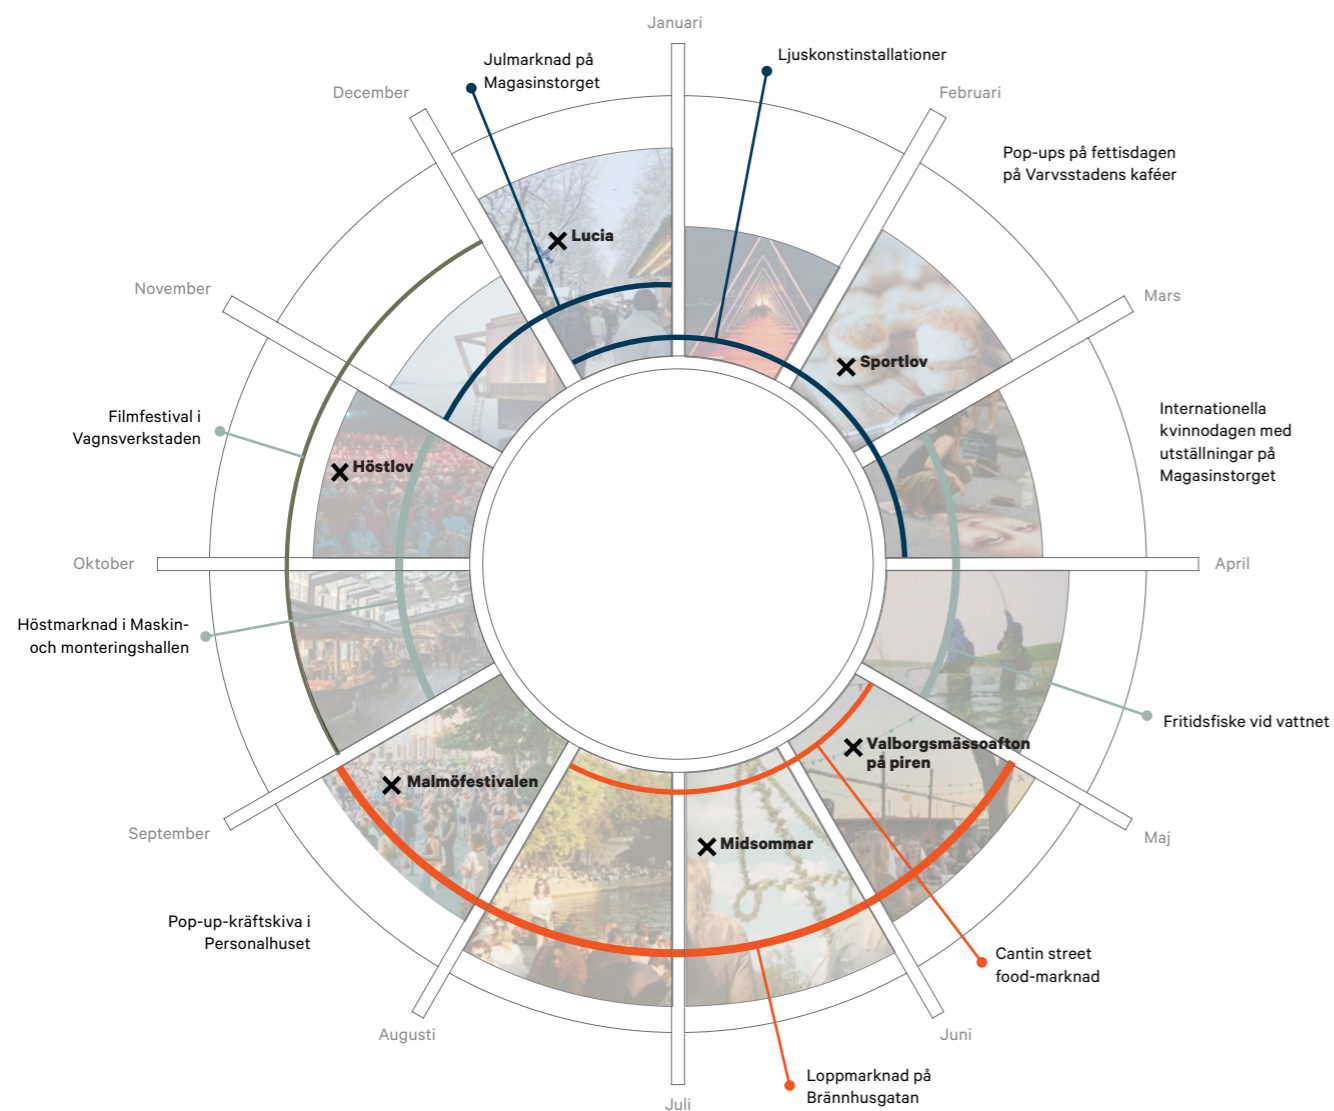 Januari
Julmarknad på
Magasinstorget
Ljuskonstinstallationer
December
Februari
Pop-ups på fettisdagen
på Varvsstadens kaféer
Lucia
November
Mars
Sportlov
Filmfestival i
Vagnsverkstaden
Internationella
kvinnodagen med
utställningar på
Magasinstorget
Höstlov
Oktober
April
Höstmarknad i Maskin-
och monteringshallen
Fritidsfiske vid vattnet
Valborgsmässoafton
på piren
Malmöfestivalen
September
Maj
Midsommar
Pop-up-kräftskiva i
Personalhuset
Cantin street
food-marknad
Augusti
Juni
Loppmarknad på
Brännhusgatan
Juli